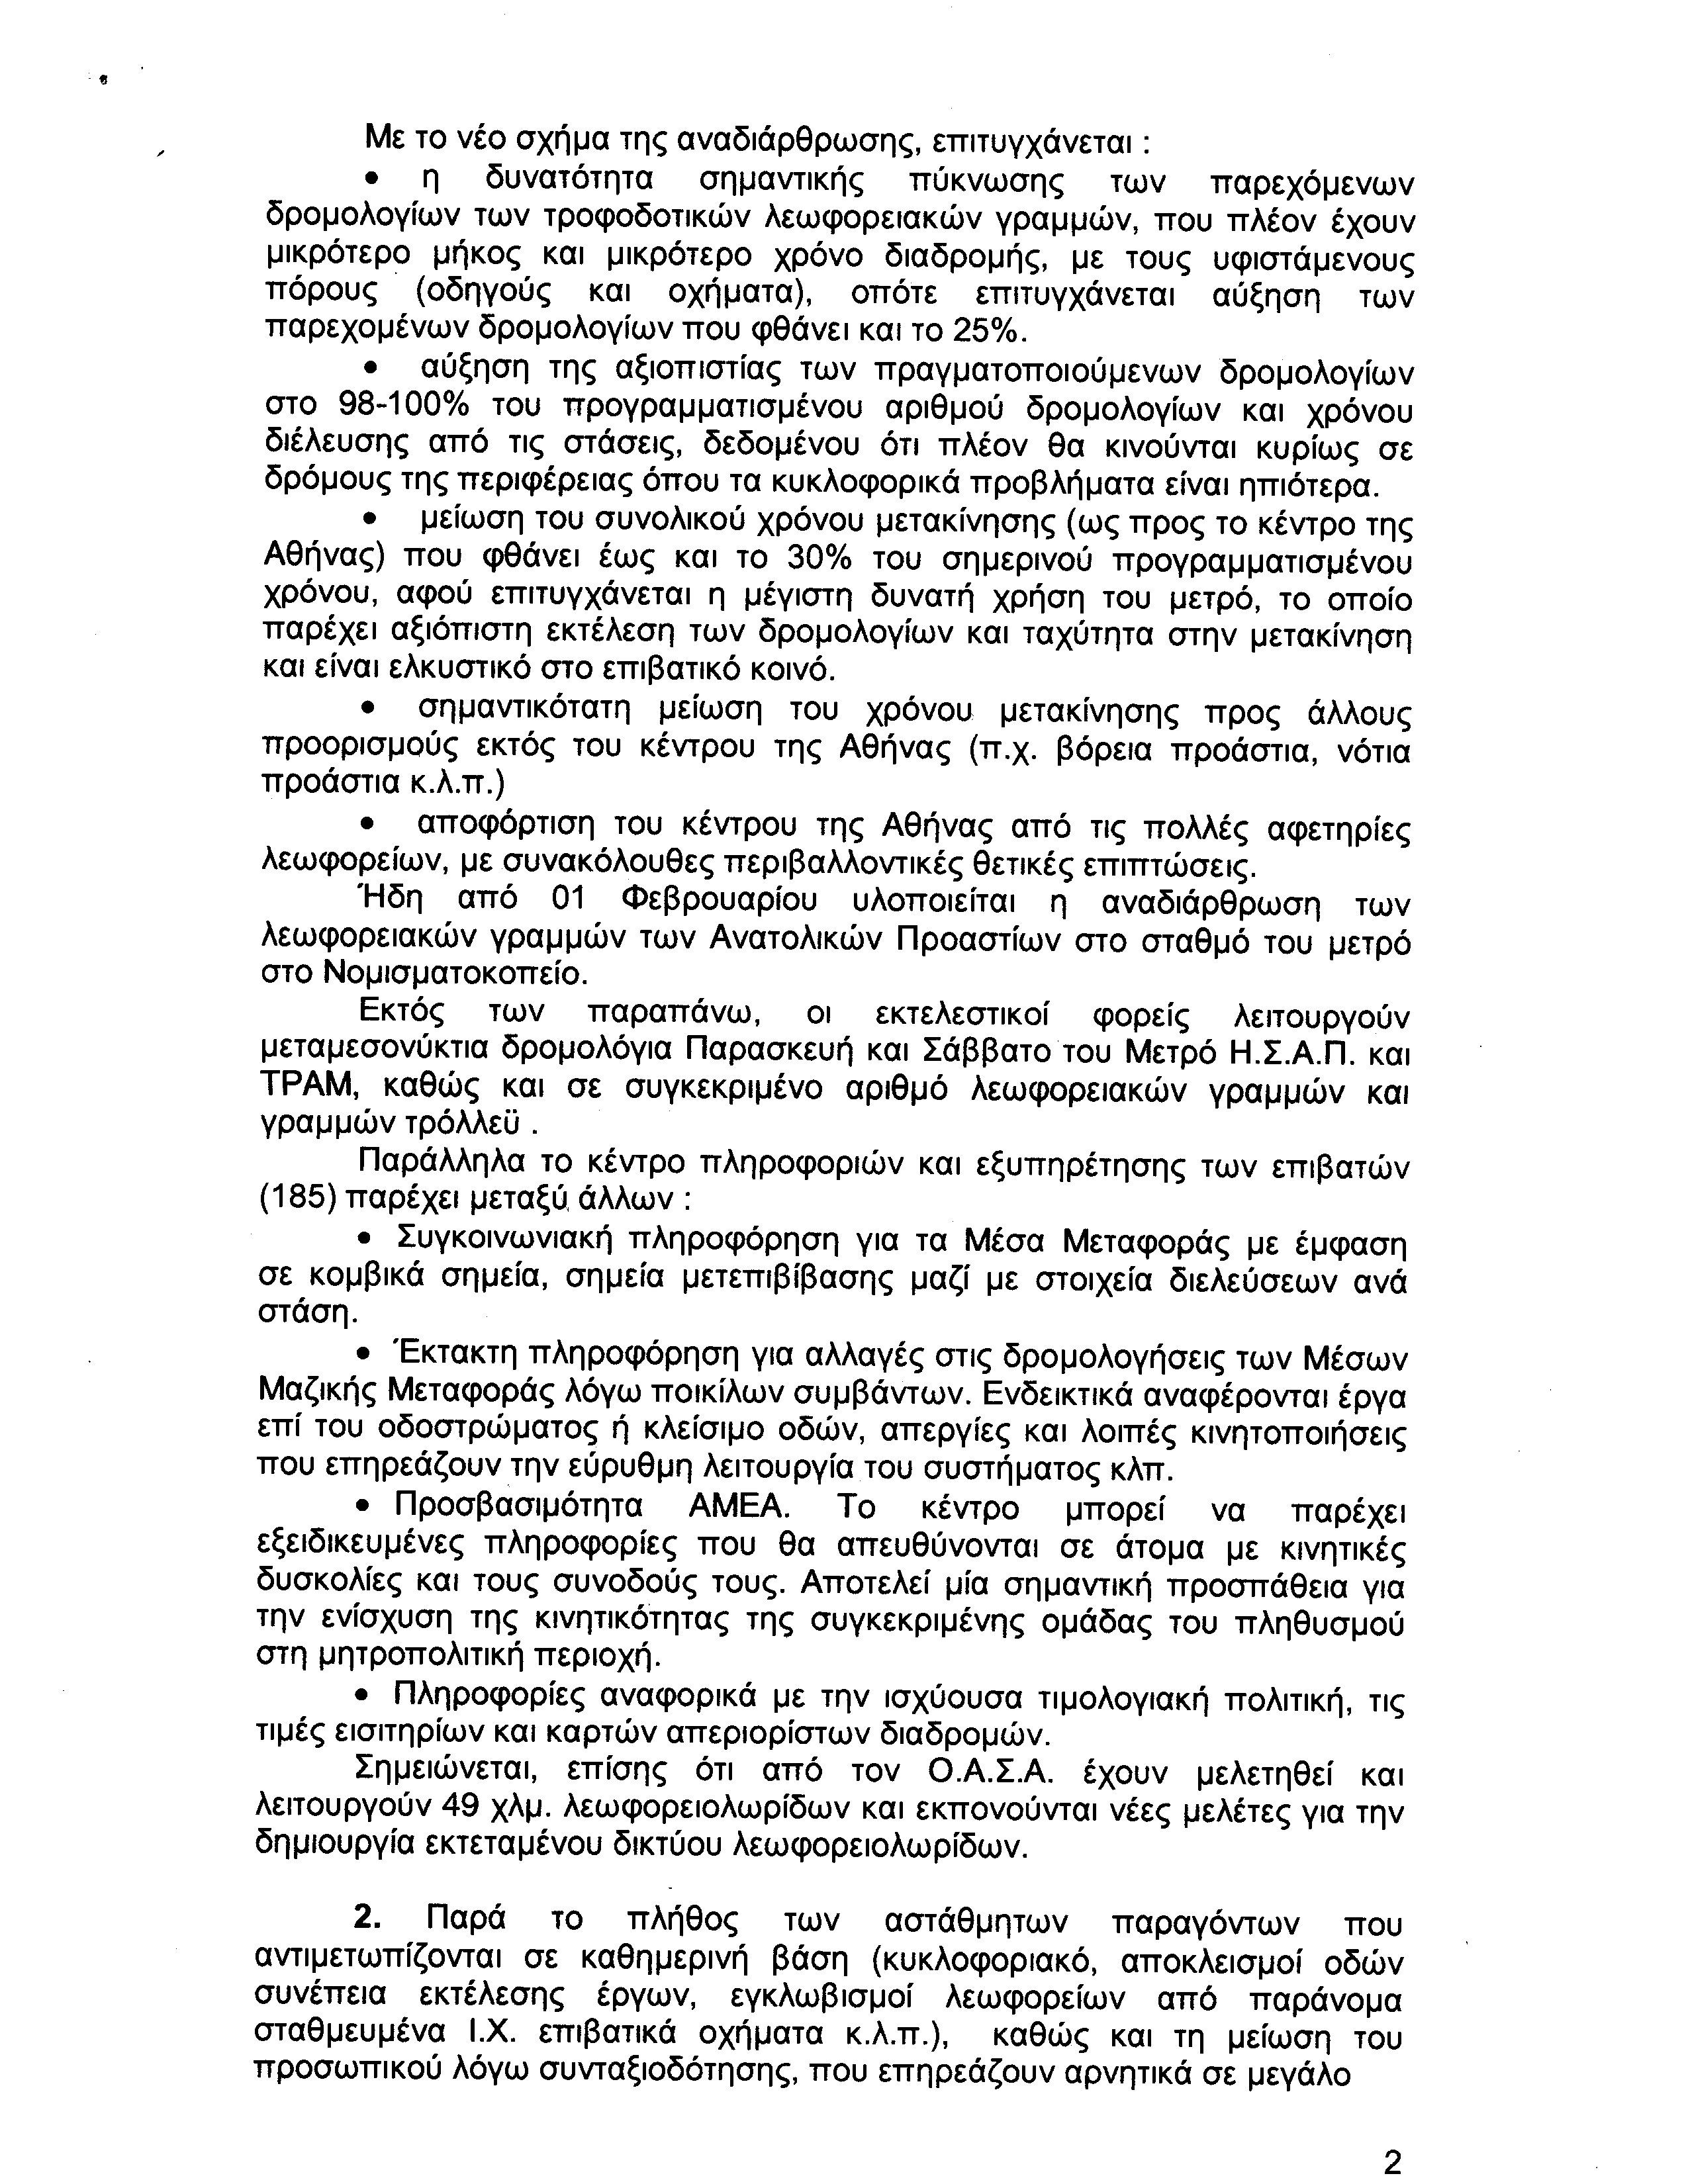 Με το νέο σχήμα της αναδιάρθρωσης, επιτυγχάνεται :
• η δυνατότητα σημαντικής πύκνωσης των παρεχόμενων
δρομολογίων των τροφοδοτικών λεωφορειακών γραμμών, που πλέον έχουν
μικρότερο μήκος και μικρότερο χρόνο διαδρομής, με τους υφιστάμενους
πόρους (οδηγούς και οχήματα), οπότε επιτυγχάνεται αύξηση των
παρεχομένων δρομολογίων που φθάνει και το 25%.
• αύξηση της αξιοπιστίας των πραγματοποιούμενων δρομολογίων
στο 98-100% του προγραμματισμένου αριθμού δρομολογίων και χρόνου
διέλευσης από τις στάσεις, δεδομένου ότι πλέον θα κινούνται κυρίως σε
δρόμους της περιφέρειας όπου τα κυκλοφορικά προβλήματα είναι ηπιότερα.
• μείωση του συνολικού χρόνου μετακίνησης (ως προς το κέντρο της
Αθήνας) που φθάνει έως και το 30% του σημερινού προγραμματισμένου
χρόνου, αφού επιτυγχάνεται η μέγιστη δυνατή χρήση του μετρό, το οποίο
παρέχει αξιόπιστη εκτέλεση των δρομολογίων και ταχύτητα στην μετακίνηση
και είναι ελκυστικό στο επιβατικό κοινό.
• σημαντικότατη μείωση του χρόνου μετακίνησης προς άλλους
προορισμούς εκτός του κέντρου της Αθήνας (π.χ. βόρεια προάστια, νότια
προάστια κ.λ.π.)
• αποφόρτιση του κέντρου της Αθήνας από τις πολλές αφετηρίες
λεωφορείων, με συνακόλουθες περιβαλλοντικές θετικές επιπτώσεις.
Ήδη από 01 Φεβρουαρίου υλοποιείται η αναδιάρθρωση των
λεωφορειακών γραμμών των Ανατολικών Προαστίων στο σταθμό του μετρό
στο Νομισματοκοπείο.
Εκτός των παραπάνω, οι εκτελεστικοί φορείς λειτουργούν
μεταμεσονύκτια δρομολόγια Παρασκευή και Σάββατο του Μετρό Η.Σ.Α.Π. και
ΤΡΑΜ, καθώς και σε συγκεκριμένο αριθμό λεωφορειακών γραμμών και
γραμμών τρόλλεϋ .
Παράλληλα το κέντρο πληροφοριών και εξυπηρέτησης των επιβατών
(185) παρέχει μεταξύ άλλων :
• Συγκοινωνιακή πληροφόρηση για τα Μέσα Μεταφοράς με έμφαση
σε κομβικά σημεία, σημεία μετεπιβίβασης μαζί με στοιχεία διελεύσεων ανά
στάση.
• Έκτακτη πληροφόρηση για αλλαγές στις δρομολογήσεις των Μέσων
Μαζικής Μεταφοράς λόγω ποικίλων συμβάντων. Ενδεικτικά αναφέρονται έργα
επί του οδοστρώματος ή κλείσιμο οδών, απεργίες και λοιπές κινητοποιήσεις
που επηρεάζουν την εύρυθμη λειτουργία του συστήματος κλπ.
• Προσβασιμότητα ΑΜΕΑ. Το κέντρο μπορεί να παρέχει
εξειδικευμένες πληροφορίες που θα απευθύνονται σε άτομα με κινητικές
δυσκολίες και τους συνοδούς τους. Αποτελεί μία σημαντική προσπάθεια για
την ενίσχυση της κινητικότητας της συγκεκριμένης ομάδας του πληθυσμού
στη μητροπολιτική περιοχή.
• Πληροφορίες αναφορικά με την ισχύουσα τιμολογιακή πολιτική, τις
τιμές εισιτηρίων και καρτών απεριορίστων διαδρομών.
Σημειώνεται, επίσης ότι από τον Ο.Α.Σ.Α. έχουν μελετηθεί και
λειτουργούν 49 χλμ. λεωφορειολωρίδων και εκπονούνται νέες μελέτες για την
δημιουργία εκτεταμένου δικτύου λεωφορειολωρίδων.
2. Παρά το πλήθος των αστάθμητων παραγόντων που
αντιμετωπίζονται σε καθημερινή βάση (κυκλοφοριακό, αποκλεισμοί οδών
συνέπεια εκτέλεσης έργων, εγκλωβισμοί λεωφορείων από παράνομα
σταθμευμένα Ι.Χ. επιβατικά οχήματα κ.λ.π.), καθώς και τη μείωση του
προσωπικού λόγω συνταξιοδότησης, που επηρεάζουν αρνητικά σε μεγάλο
2